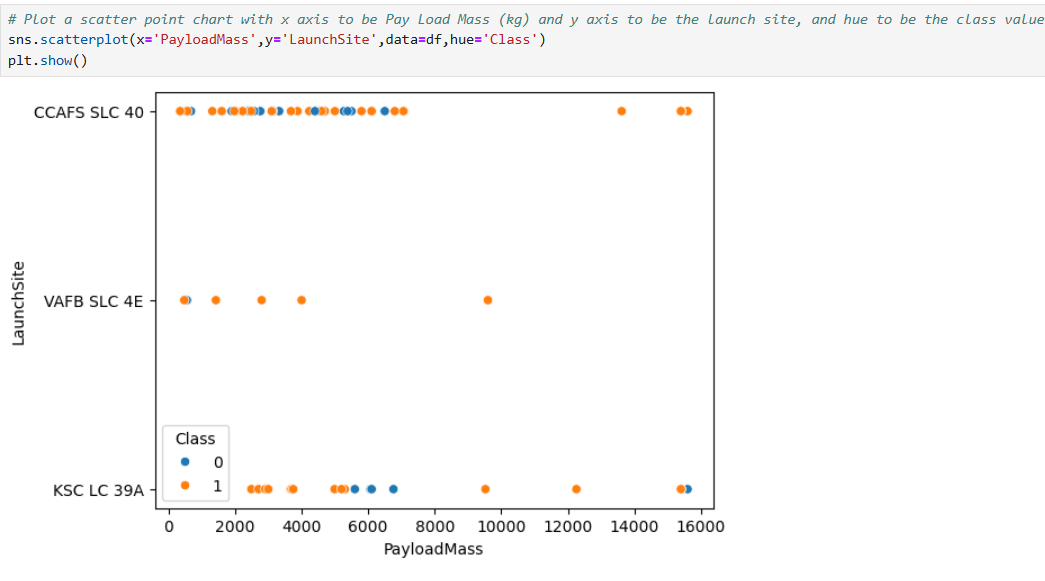 # Plot a scatter point chart with x axis to be Pay Load Mass (kg) and y axis to be the launch site, and hue to be the class value
sns.scatterplot(x='PayloadMass',y='LaunchSite',data=df,hue='Class')
plt.show()
CCAFS SLC 40
VAFB SLC 4E
KSC LC 39A
LaunchSite
Class
0
1
0 2000 4000 6000 8000 10000 12000 14000 16000
PayloadMass